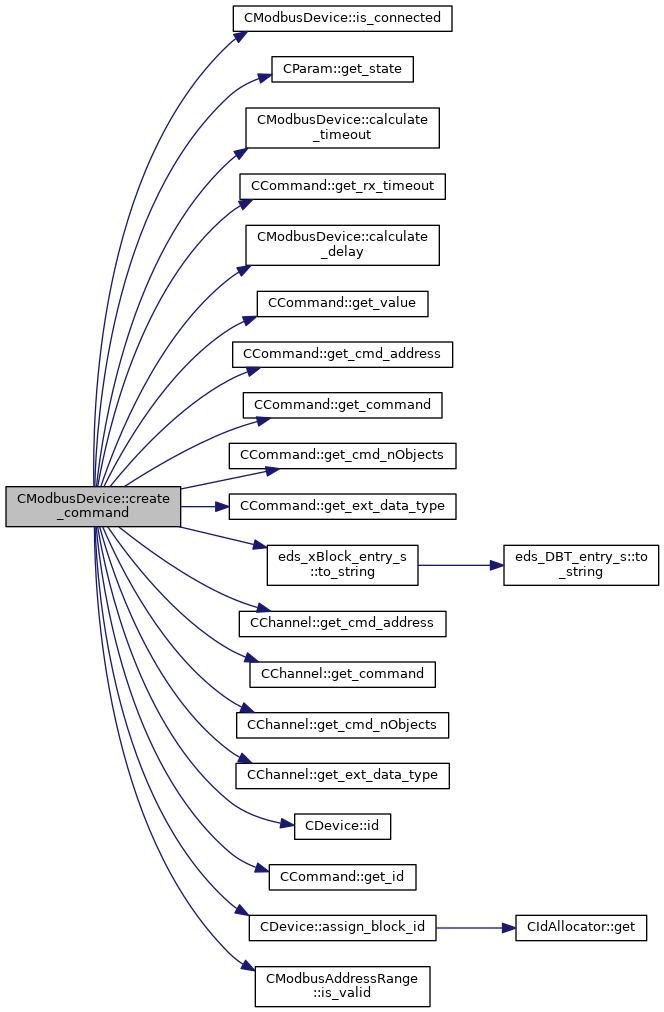 CModbusDevice::is_connected
CParam::get_state
CModbusDevice::calculate
_timeout
CCommand::get_rx_timeout
CModbusDevice::calculate
_delay
CCommand::get_value
CCommand::get_cmd_address
CCommand::get_command
CCommand::get_cmd_nObjects
CModbusDevice::create
_command
CCommand::get_ext_data_type
eds_xBlock_entry_s
::to_string
eds_DBT_entry_s::to
_string
CChannel::get_cmd_address
CChannel::get_command
CChannel::get_cmd_nObjects
CChannel::get_ext_data_type
CDevice::id
CCommand::get_id
CDevice::assign_block_id
CIdAllocator::get
CModbusAddressRange
::is_valid